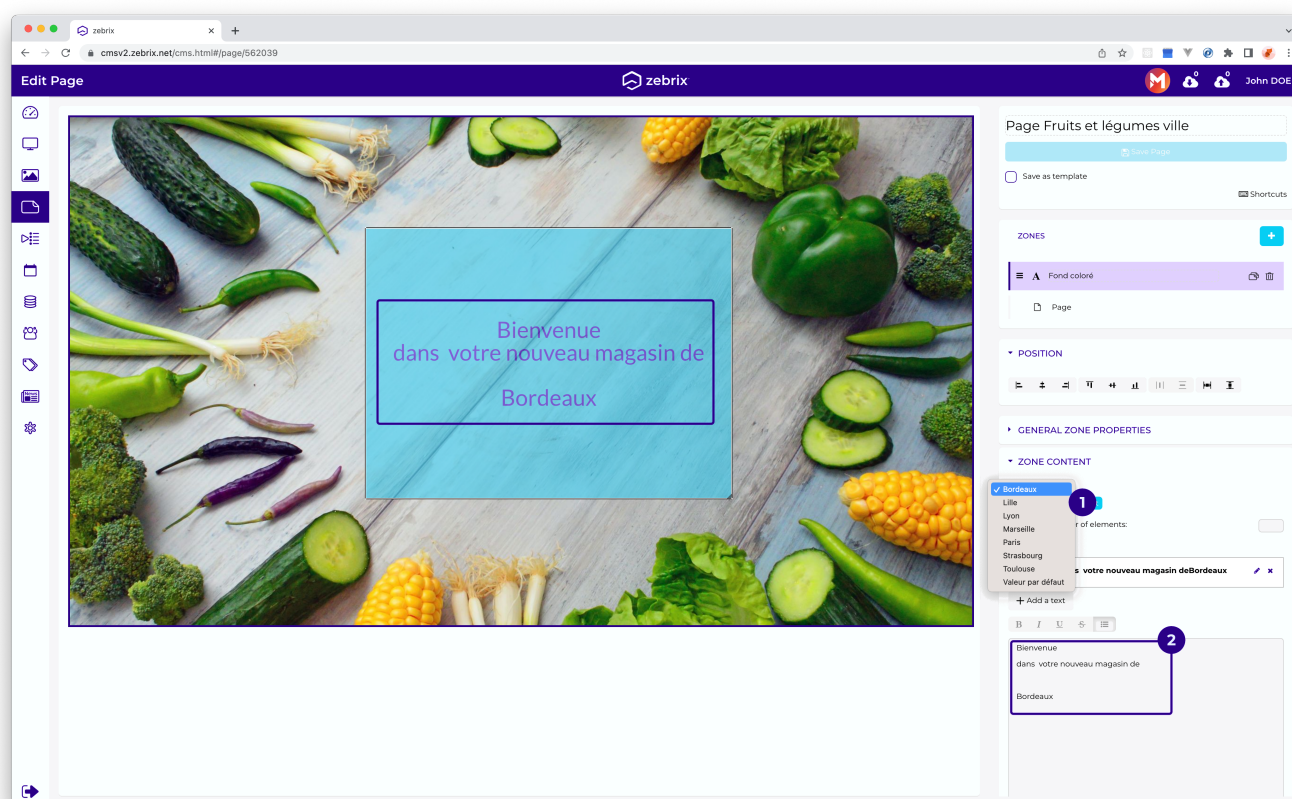 zebrix
cmsv2.zebrix.net/cms.html#/page/562039
Edit Page
zebrix
John DOE
Page Fruits et légumes ville
Save Page
Save as template
Shortcuts
ZONES
A Fond coloré
Page
POSITION
GENERAL ZONE PROPERTIES
ZONE CONTENT
Bordeaux
Lille
Lyon
Marseille
Paris
Strasbourg
Toulouse
Valeur par défaut
1
r of elements:
s votre nouveau magasin deBordeaux
+ Add a text
B I U S
2
Bienvenue
dans votre nouveau magasin de
Bordeaux
Bienvenue
dans votre nouveau magasin de
Bordeaux